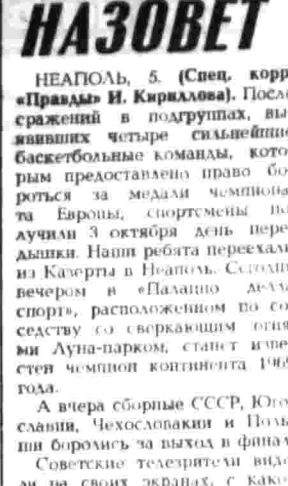 НАЗОВЕТ
НЕАПОЛЬ, 5. (Спец. корр.
«Правды» И. Кириллова). После
сражений в подгруппах, вы-
явивших четыре сильнейшие
баскетбольные команды, кото-
рым предоставлено право бо-
роться за медали чемпиона-
та Европы, спортсмены по-
лучили 3 октября день пере-
дышки. Наши ребята переехали
из Казерты в Неаполь. Сегодня
вечером в «Палаццо делла
спорт», расположенном по со-
седству со сверкающим огня-
ми Луна-парком, станет изве-
стен чемпион континента 1969
года.
А вчера сборные СССР, Юго-
славии, Чехословакии и Поль-
ши боролись за выход в финал
Советские телезрители виде-
ли на своих экранах, с како-